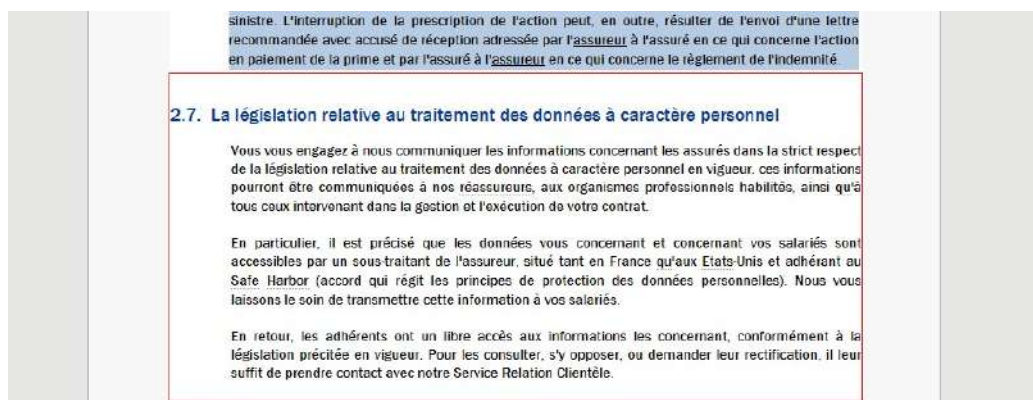 sinistre. L'interruption de la prescription de l'action peut, en outre, résulter de l'envoi d'une lettre
recommandée avec accusé de réception adressée par l'assureur à l'assuré en ce qui concerne l'action
en paiement de la prime et par l'assuré à l'assureur en ce qui concerne le règlement de l'indemnité.
2.7. La législation relative au traitement des données à caractère personnel
Vous vous engagez à nous communiquer les informations concernant les assurés dans la strict respect
de la législation relative au traitement des données à caractère personnel en vigueur. ces informations
pourront être communiquées à nos réassureurs, aux organismes professionnels habilités, ainsi qu'à
tous ceux intervenant dans la gestion et l'exécution de votre contrat.
En particulier, il est précisé que les données vous concernant et concernant vos salariés sont
accessibles par un sous-traitant de l'assureur, situé tant en France qu'aux Etats-Unis et adhérant au
Safe Harbor (accord qui régit les principes de protection des données personnelles). Nous vous
laissons le soin de transmettre cette information à vos salariés.
En retour, les adhérents ont un libre accès aux informations les concernant, conformément à la
législation précitée en vigueur. Pour les consulter, s'y opposer, ou demander leur rectification, il leur
suffit de prendre contact avec notre Service Relation Clientèle.